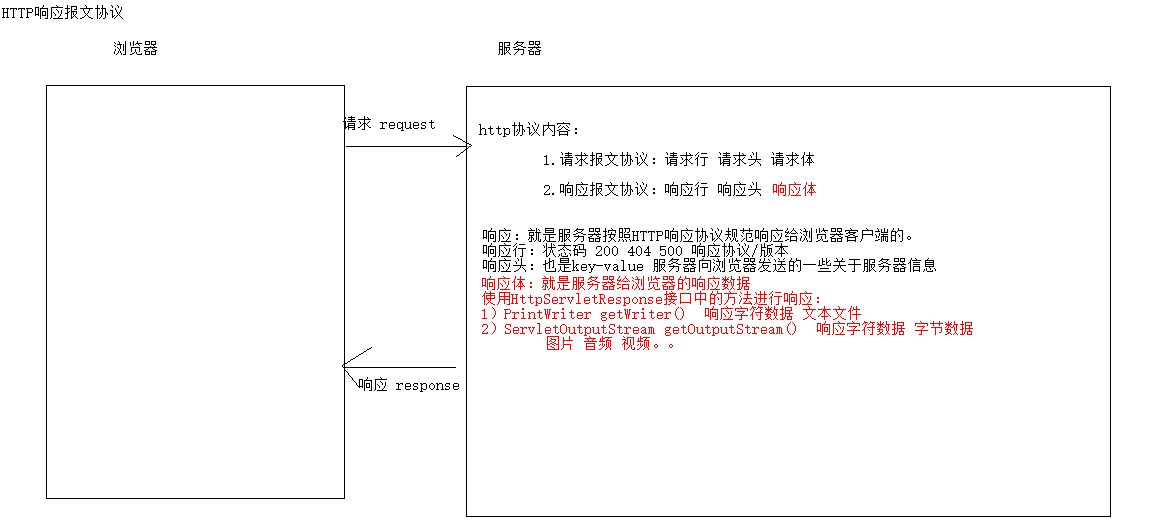 HTTP响应报文协议
浏览器
服务器
请求 request
http协议内容：
1.请求报文协议：请求行 请求头 请求体
2.响应报文协议：响应行 响应头 响应体
响应：就是服务器按照HTTP响应协议规范响应给浏览器客户端的。
响应行：状态码 200 404 500 响应协议/版本
响应头：也是key-value 服务器向浏览器发送的一些关于服务器信息
响应体：就是服务器给浏览器的响应数据
使用HttpServletResponse接口中的方法进行响应：
1）PrintWriter getWriter() 响应字符数据 文本文件
2）ServletOutputStream getOutputStream() 响应字符数据 字节数据
图片 音频 视频。。
响应 response